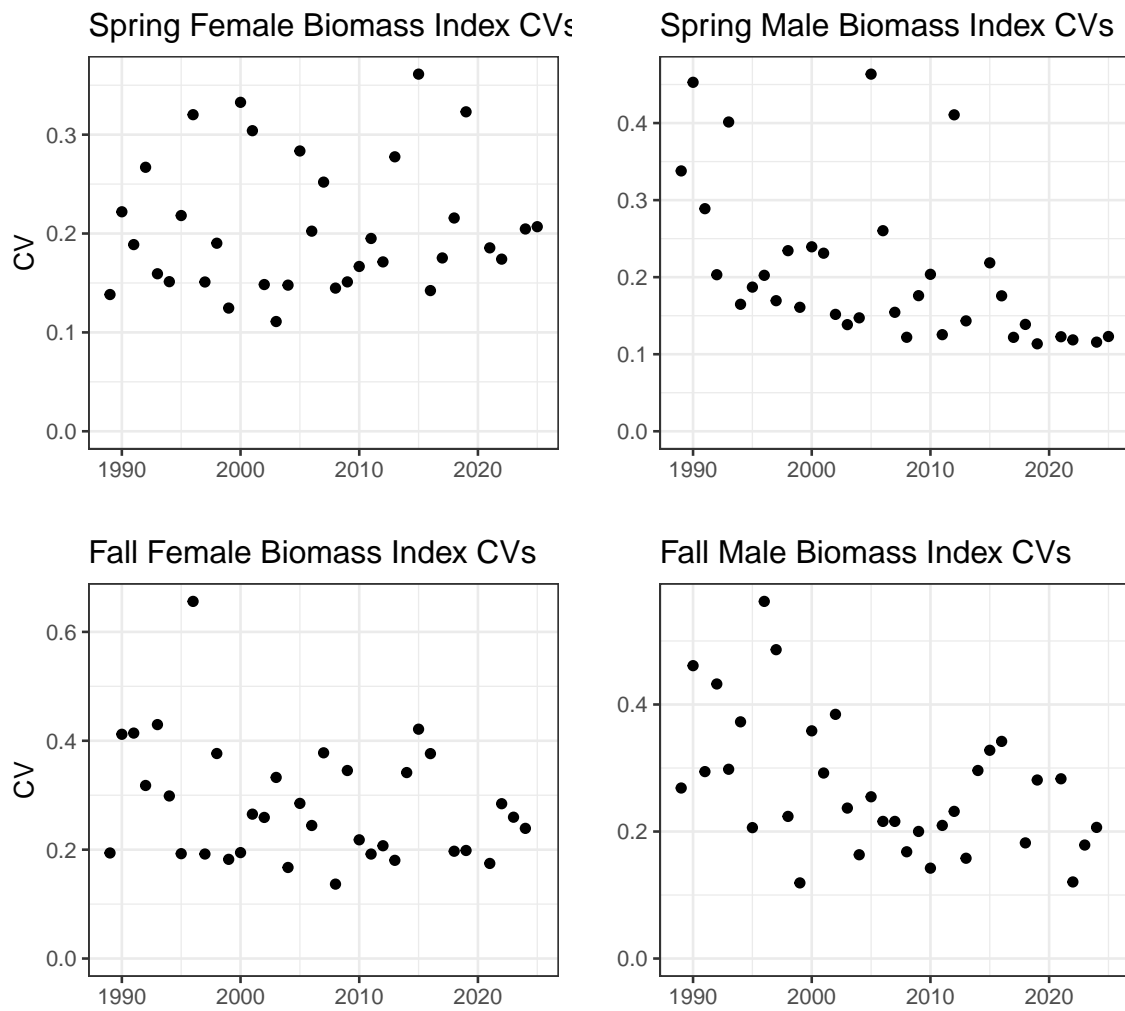 Spring Female Biomass Index CVs
Spring Male Biomass Index CVs
CV
0.3
0.2
0.1
0.0
1990 2000 2010 2020
0.4
0.3
0.2
0.1
0.0
1990 2000 2010 2020
Fall Female Biomass Index CVs
Fall Male Biomass Index CVs
CV
0.6
0.4
0.2
0.0
1990 2000 2010 2020
0.4
0.2
0.0
1990 2000 2010 2020